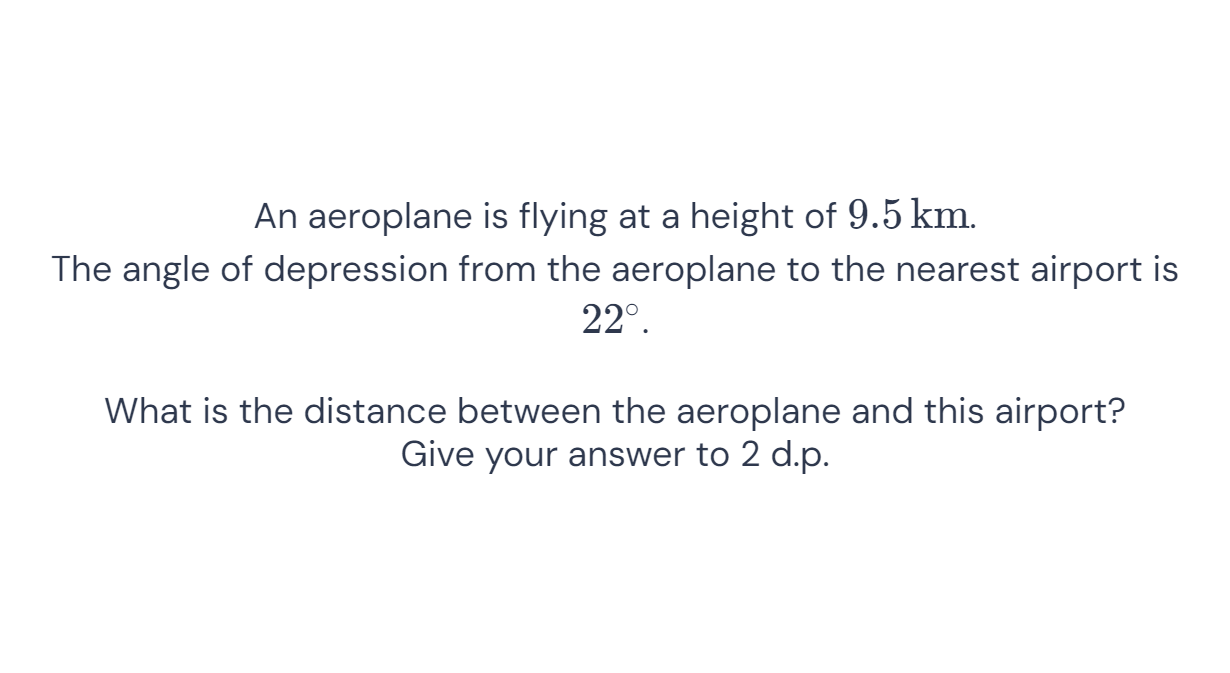 An aeroplane is flying at a height of 9.5 km.
The angle of depression from the aeroplane to the nearest airport is
22°.
What is the distance between the aeroplane and this airport?
Give your answer to 2 d.p.